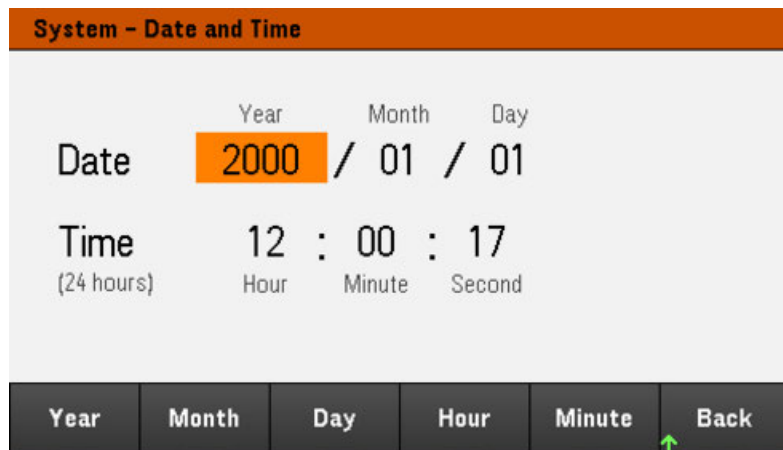 System - Date and Time
Year Month Day
Date 2000 / 01 / 01
Time 12 : 00 : 17
(24 hours) Hour Minute Second
Year Month Day Hour Minute Back